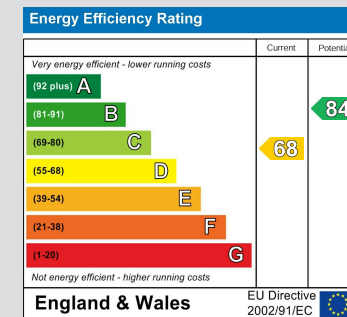 Energy Efficiency Rating
Current Potentia
Very energy efficient - lower running costs
(92 plus) A
(81-91) B
84
(69-80) C
68
(55-68) D
(39-54) E
(21-38) F
(1-20) G
Not energy efficient - higher running costs
England & Wales
EU Directive
2002/91/EC